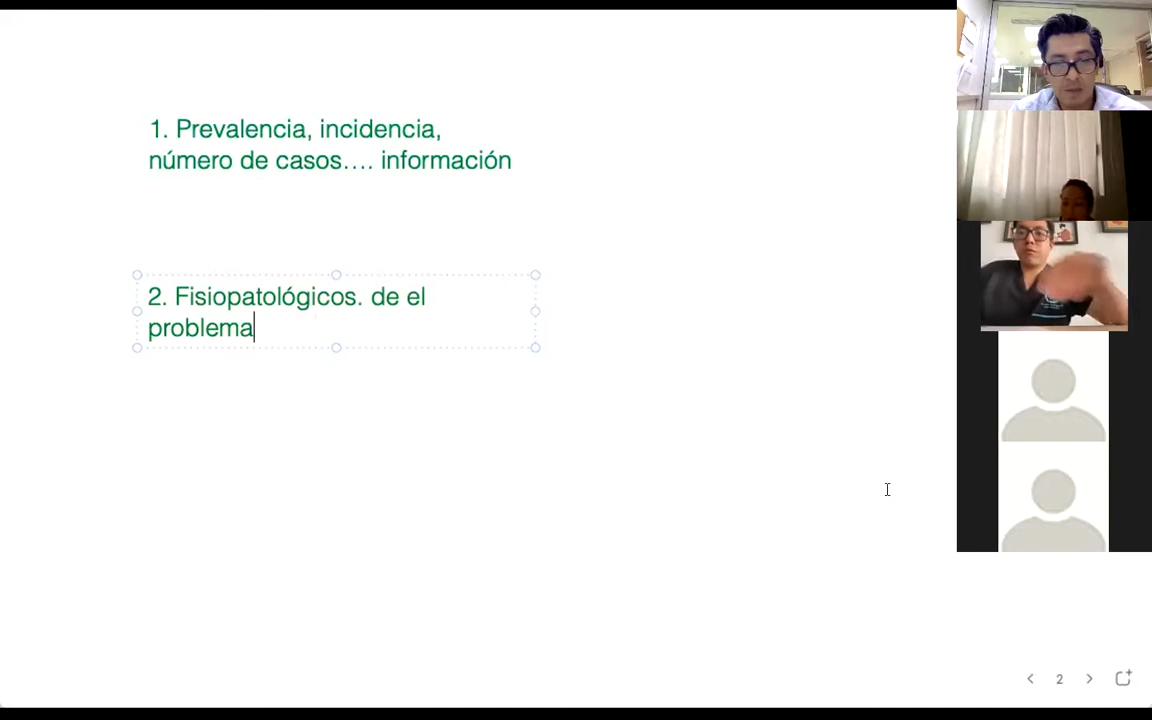 1. Prevalencia, incidencia,
número de casos…. información
2. Fisiopatológicos. de el
problema
2